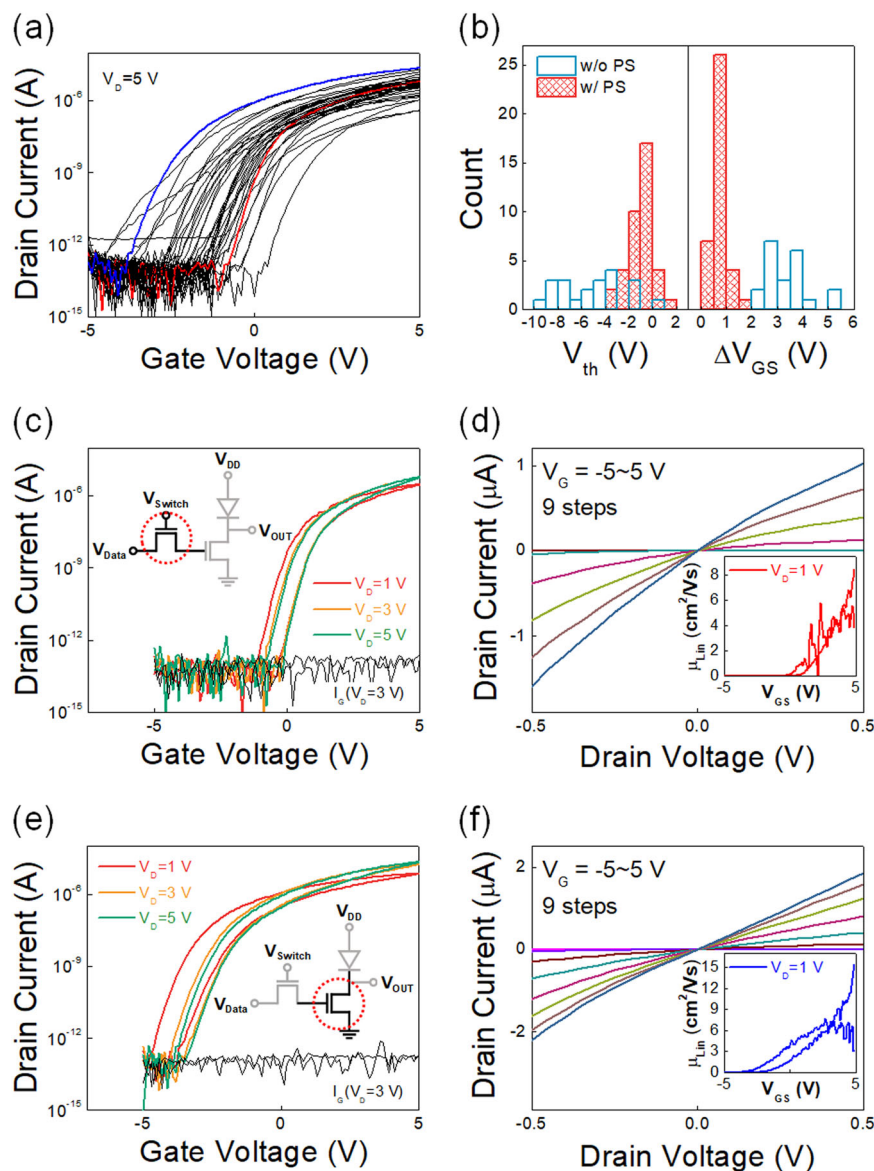 (a)
V_D=5 V
Drain Current (A)
10^-6
10^-9
10^-12
10^-15
-5
0
5
Gate Voltage (V)
(b)
w/o PS
w/ PS
Count
25
20
15
10
5
0
-10 -8 -6 -4 -2 0 2
0 1 2 3 4 5 6
V_th (V)
ΔV_GS (V)
(c)
Drain Current (A)
10^-6
10^-9
10^-12
10^-15
V_DD
V_Switch
V_Data
V_OUT
V_D=1 V
V_D=3 V
V_D=5 V
I_G(V_D=3 V)
-5
0
5
Gate Voltage (V)
(d)
Drain Current (μA)
1
0
-1
V_G = -5~5 V
9 steps
μ_Lin (cm²/Vs)
8
6
4
2
0
V_D=1 V
-5
5
V_GS (V)
-0.5
0.0
0.5
Drain Voltage (V)
(e)
Drain Current (A)
10^-6
10^-9
10^-12
10^-15
V_D=1 V
V_D=3 V
V_D=5 V
V_DD
V_Switch
V_Data
V_OUT
I_G(V_D=3 V)
-5
0
5
Gate Voltage (V)
(f)
Drain Current (μA)
2
0
-2
V_G = -5~5 V
9 steps
μ_Lin (cm²/Vs)
15
12
9
6
3
0
V_D=1 V
-5
5
V_GS (V)
-0.5
0.0
0.5
Drain Voltage (V)